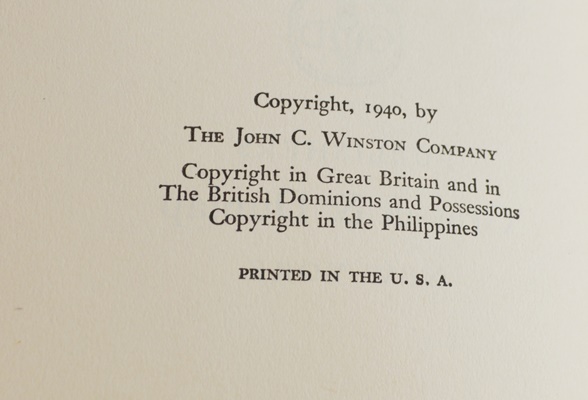 Copyright, 1940, by
THE JOHN C. WINSTON COMPANY
Copyright in Great Britain and in
The British Dominions and Possessions
Copyright in the Philippines
PRINTED IN THE U. S. A.